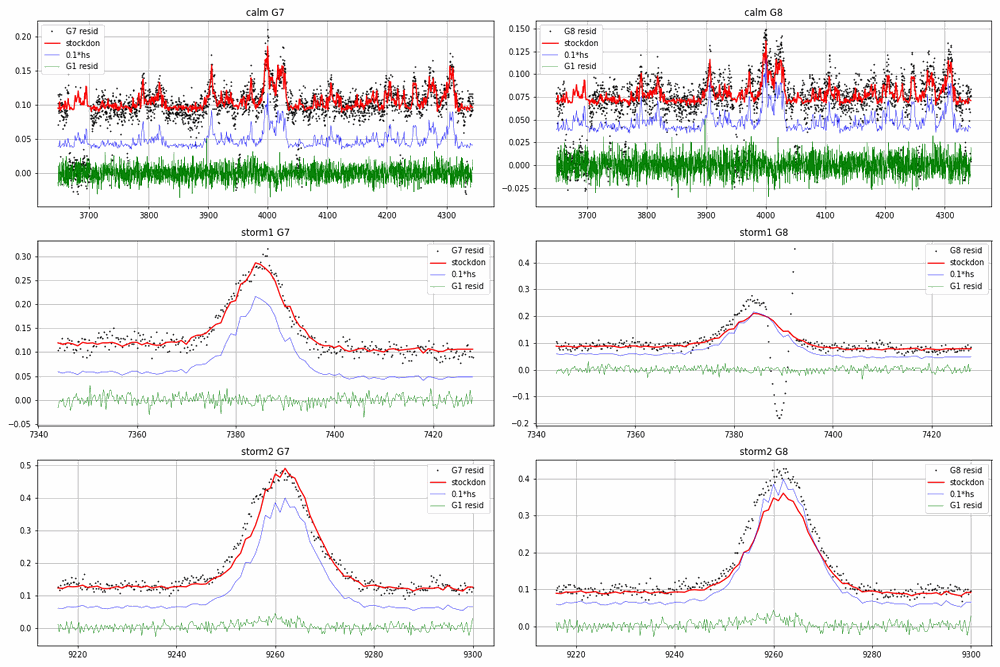 calm G7
G7 resid
stockdon
0.1*hs
G1 resid
0.20
0.15
0.10
0.05
0.00
3700 3800 3900 4000 4100 4200 4300
calm G8
G8 resid
stockdon
0.1*hs
G1 resid
0.150
0.125
0.100
0.075
0.050
0.025
0.000
−0.025
3700 3800 3900 4000 4100 4200 4300
storm1 G7
G7 resid
stockdon
0.1*hs
G1 resid
0.30
0.25
0.20
0.15
0.10
0.05
0.00
−0.05
7340 7360 7380 7400 7420
storm1 G8
G8 resid
stockdon
0.1*hs
G1 resid
0.4
0.3
0.2
0.1
0.0
−0.1
−0.2
7340 7360 7380 7400 7420
storm2 G7
G7 resid
stockdon
0.1*hs
G1 resid
0.5
0.4
0.3
0.2
0.1
0.0
9220 9240 9260 9280 9300
storm2 G8
G8 resid
stockdon
0.1*hs
G1 resid
0.4
0.3
0.2
0.1
0.0
9220 9240 9260 9280 9300